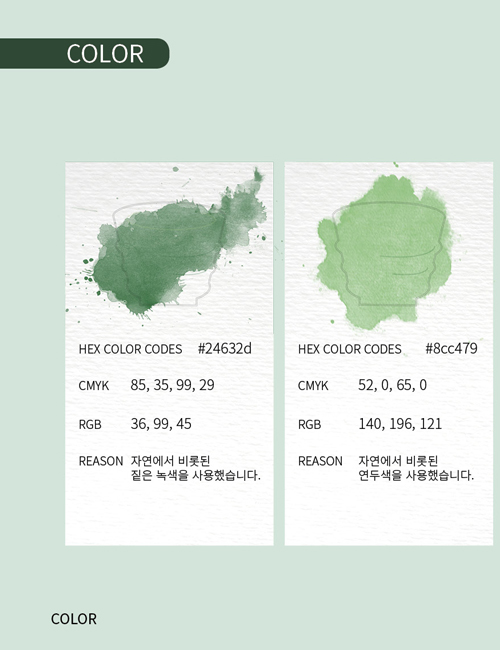 COLOR
HEX COLOR CODES #24632d
CMYK 85, 35, 99, 29
RGB 36, 99, 45
REASON 자연에서 비롯된
짙은 녹색을 사용했습니다.
HEX COLOR CODES #8cc479
CMYK 52, 0, 65, 0
RGB 140, 196, 121
REASON 자연에서 비롯된
연두색을 사용했습니다.
COLOR